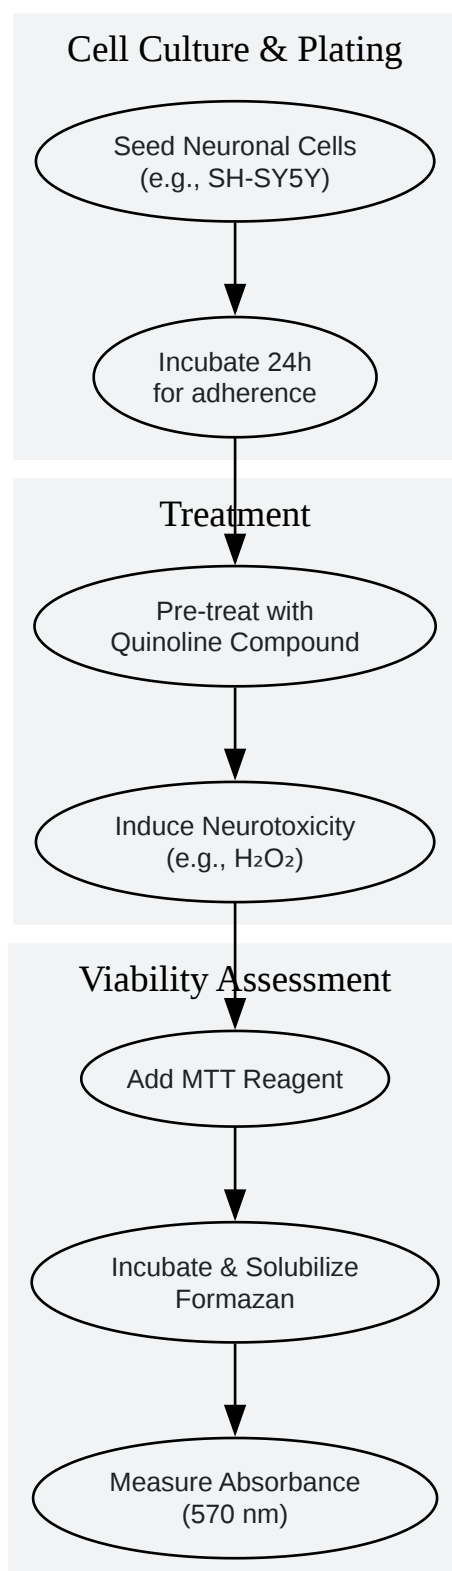 Cell Culture & Plating
Seed Neuronal Cells
(e.g., SH-SY5Y)
Incubate 24h
for adherence
Treatment
Pre-treat with
Quinoline Compound
Induce Neurotoxicity
(e.g., H₂O₂)
Viability Assessment
Add MTT Reagent
Incubate & Solubilize
Formazan
Measure Absorbance
(570 nm)